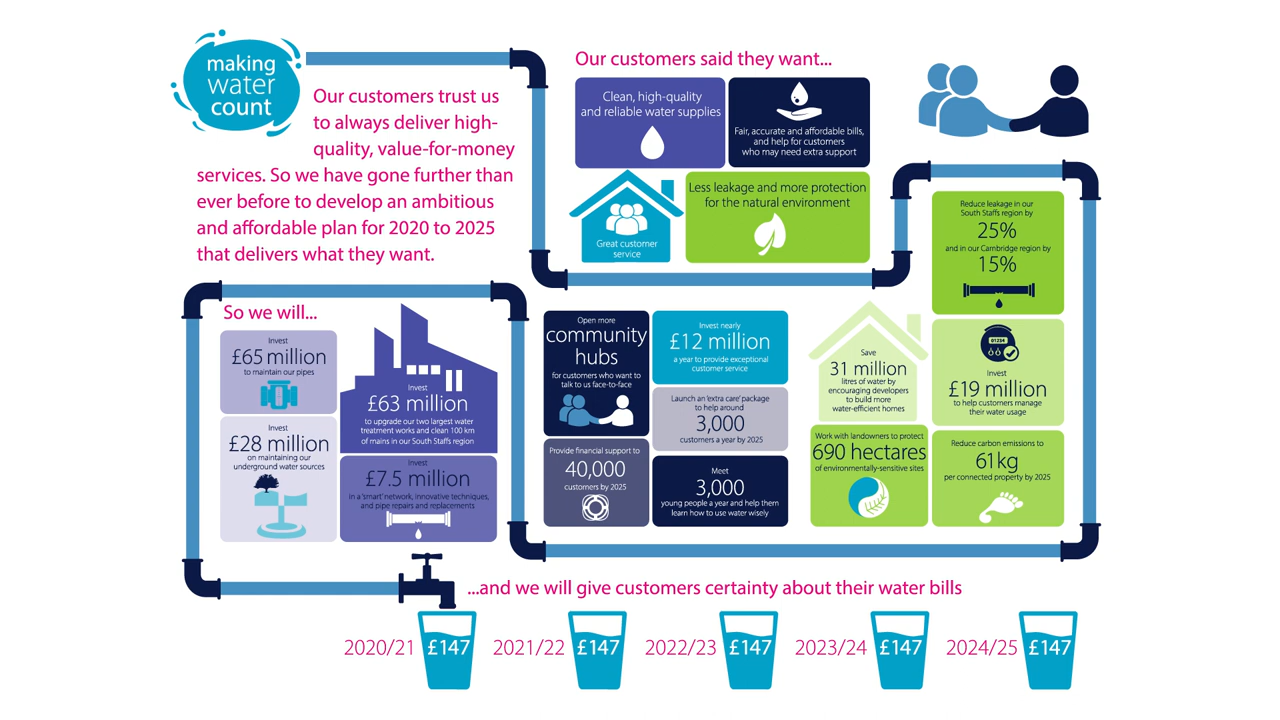 making
water
count
Our customers trust us
to always deliver high-
quality, value-for-money
services. So we have gone further than
ever before to develop an ambitious
and affordable plan for 2020 to 2025
that delivers what they want.
Our customers said they want...
Clean, high-quality
and reliable water supplies
Fair, accurate and affordable bills,
and help for customers
who may need extra support
Great customer
service
Less leakage and more protection
for the natural environment
So we will...
Invest
£65 million
to maintain our pipes
Invest
£63 million
to upgrade our two largest water
treatment works and clean 100 km
of mains in our South Staffs region
Invest
£28 million
on maintaining our
underground water sources
Invest
£7.5 million
in a 'smart' network, innovative techniques,
and pipe repairs and replacements
Open more
community
hubs
for customers who want to
talk to us face-to-face
Invest nearly
£12 million
a year to provide exceptional
customer service
Launch an 'extra care' package
to help around
3,000
customers a year by 2025
Provide financial support to
40,000
customers by 2025
Meet
3,000
young people a year and help them
learn how to use water wisely
Reduce leakage in our
South Staffs region by
25%
and in our Cambridge region by
15%
Save
31 million
litres of water by
encouraging developers
to build more
water-efficient homes
01234
Invest
£19 million
to help customers manage
their water usage
Work with landowners to protect
690 hectares
of environmentally-sensitive sites
Reduce carbon emissions to
61kg
per connected property by 2025
...and we will give customers certainty about their water bills
2020/21 £147 2021/22 £147 2022/23 £147 2023/24 £147 2024/25 £147